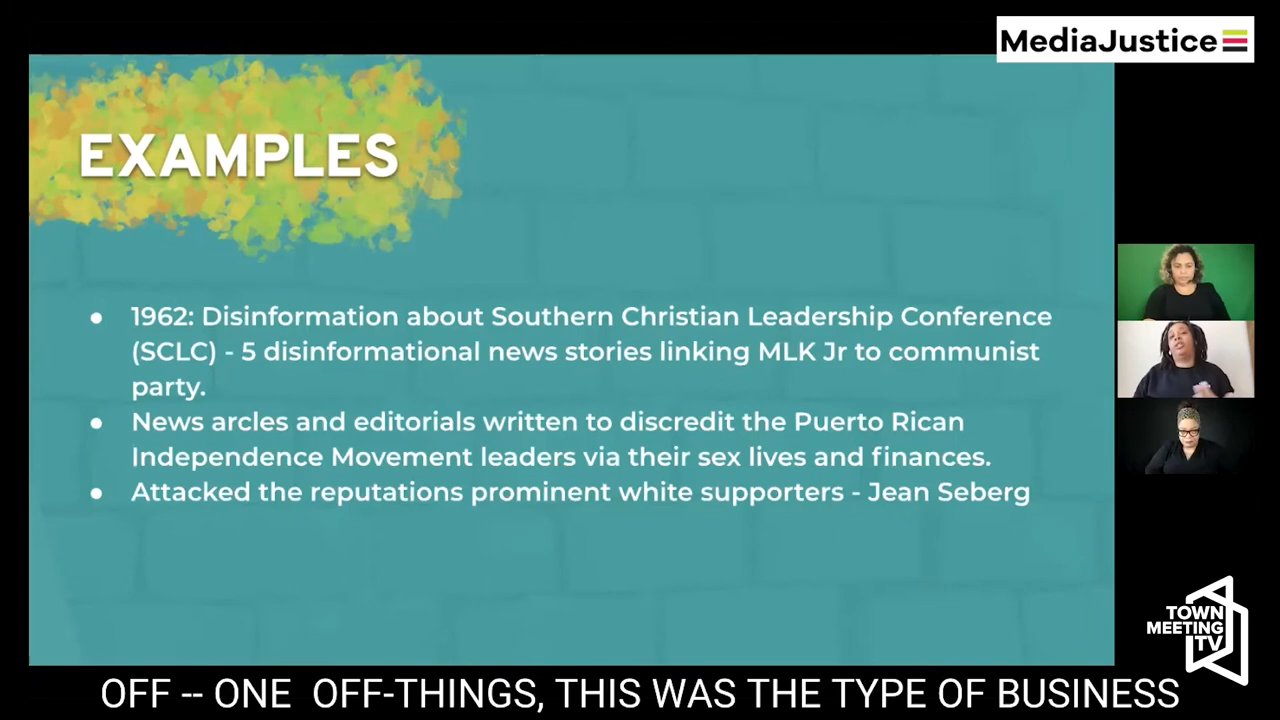 MediaJustice
EXAMPLES
● 1962: Disinformation about Southern Christian Leadership Conference
(SCLC) - 5 disinformational news stories linking MLK Jr to communist
party.
● News arcles and editorials written to discredit the Puerto Rican
Independence Movement leaders via their sex lives and finances.
● Attacked the reputations prominent white supporters - Jean Seberg
TOWN
MEETING
TV
OFF -- ONE  OFF-THINGS, THIS WAS THE TYPE OF BUSINESS